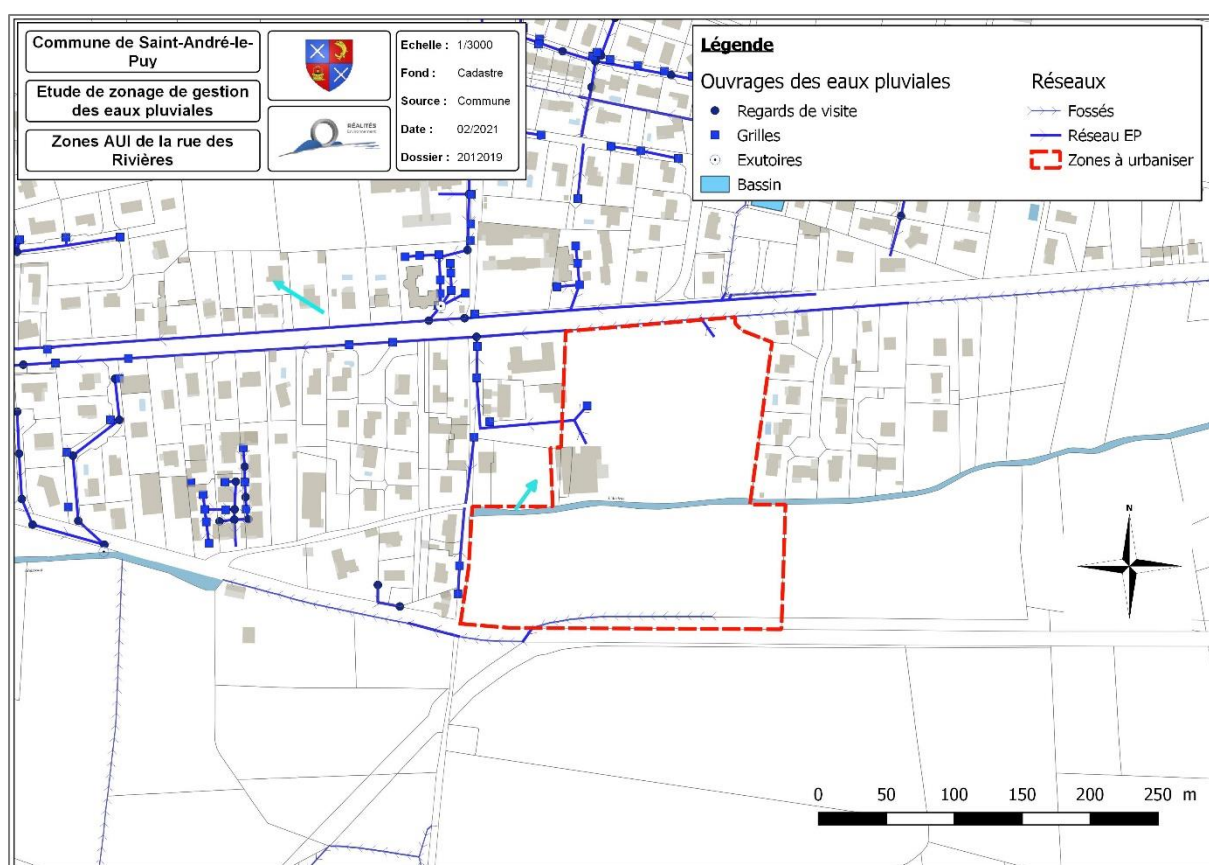 Commune de Saint-André-le-
Puy
Etude de zonage de gestion
des eaux pluviales
Zones AUI de la rue des
Rivières
RÉALITÉS
Echelle : 1/3000
Fond : Cadastre
Source : Commune
Date : 02/2021
Dossier : 2012019
Légende
Ouvrages des eaux pluviales
Regards de visite
Grilles
Exutoires
Bassin
Réseaux
Fossés
Réseau EP
Zones à urbaniser
N
0 50 100 150 200 250 m